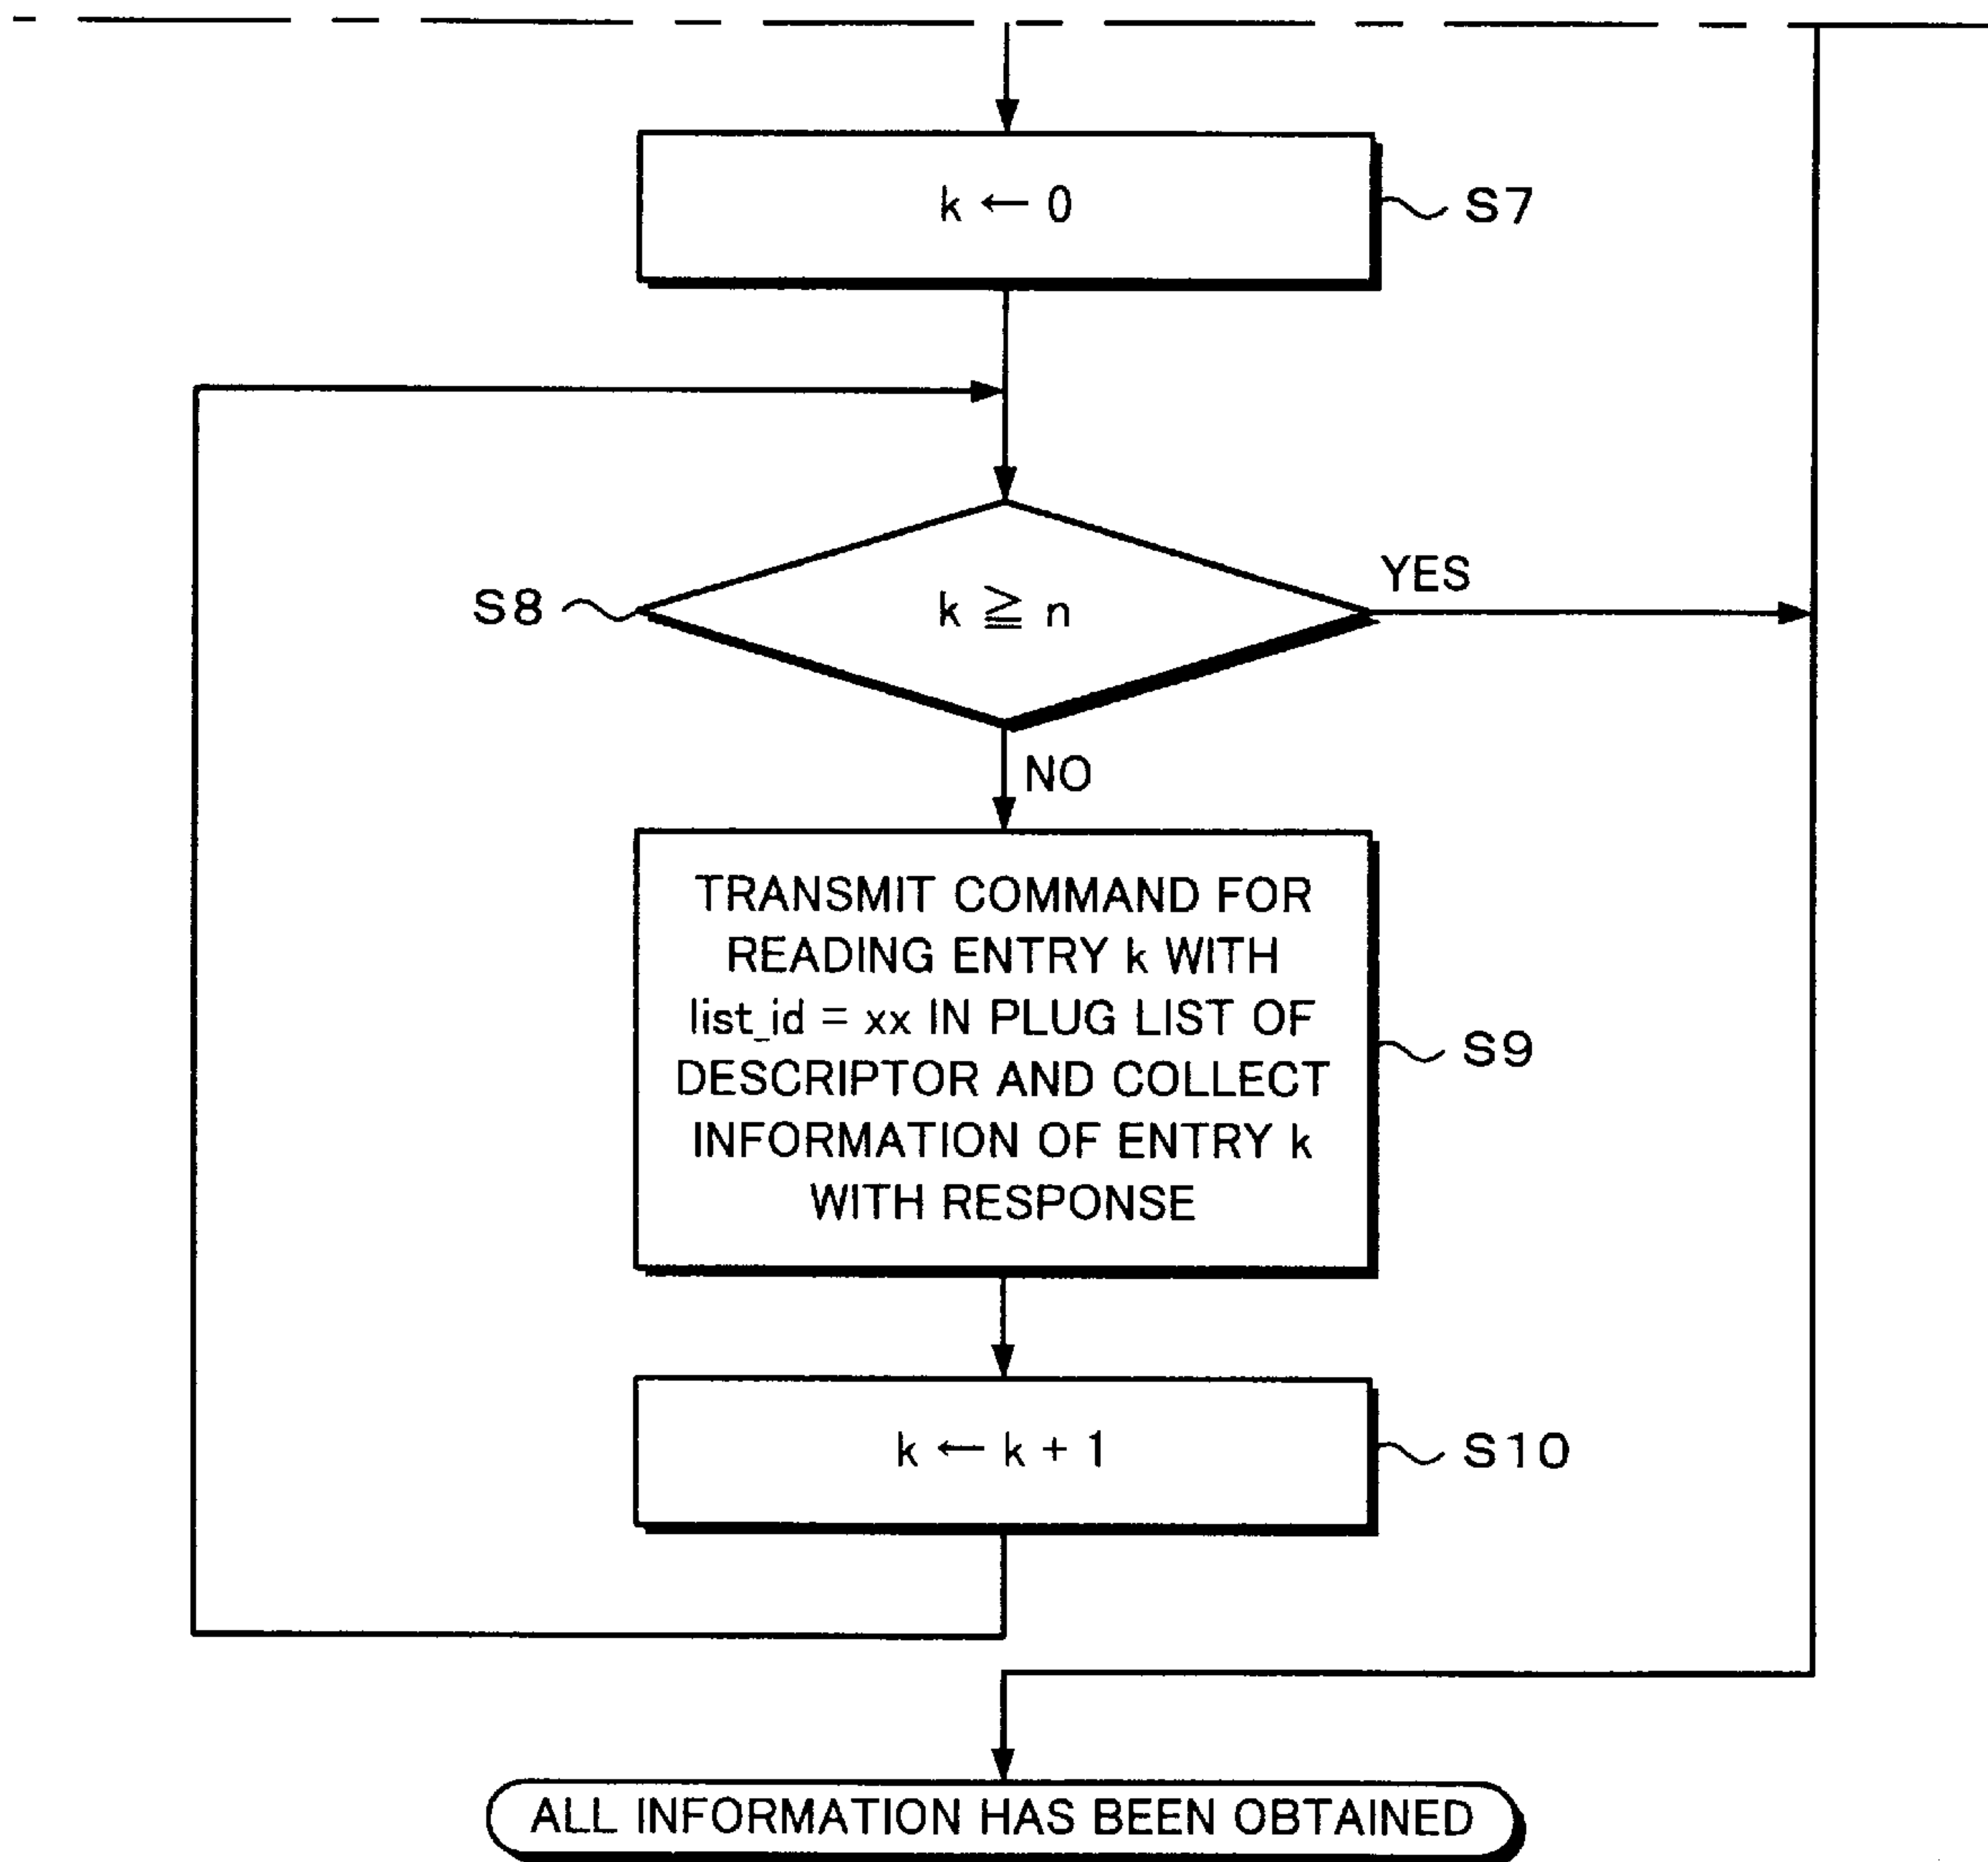 k ← 0
S7
S8
k ≧ n
YES
NO
TRANSMIT COMMAND FOR
READING ENTRY k WITH
list_id = xx IN PLUG LIST OF
DESCRIPTOR AND COLLECT
INFORMATION OF ENTRY k
WITH RESPONSE
S9
k ← k + 1
S10
ALL INFORMATION HAS BEEN OBTAINED